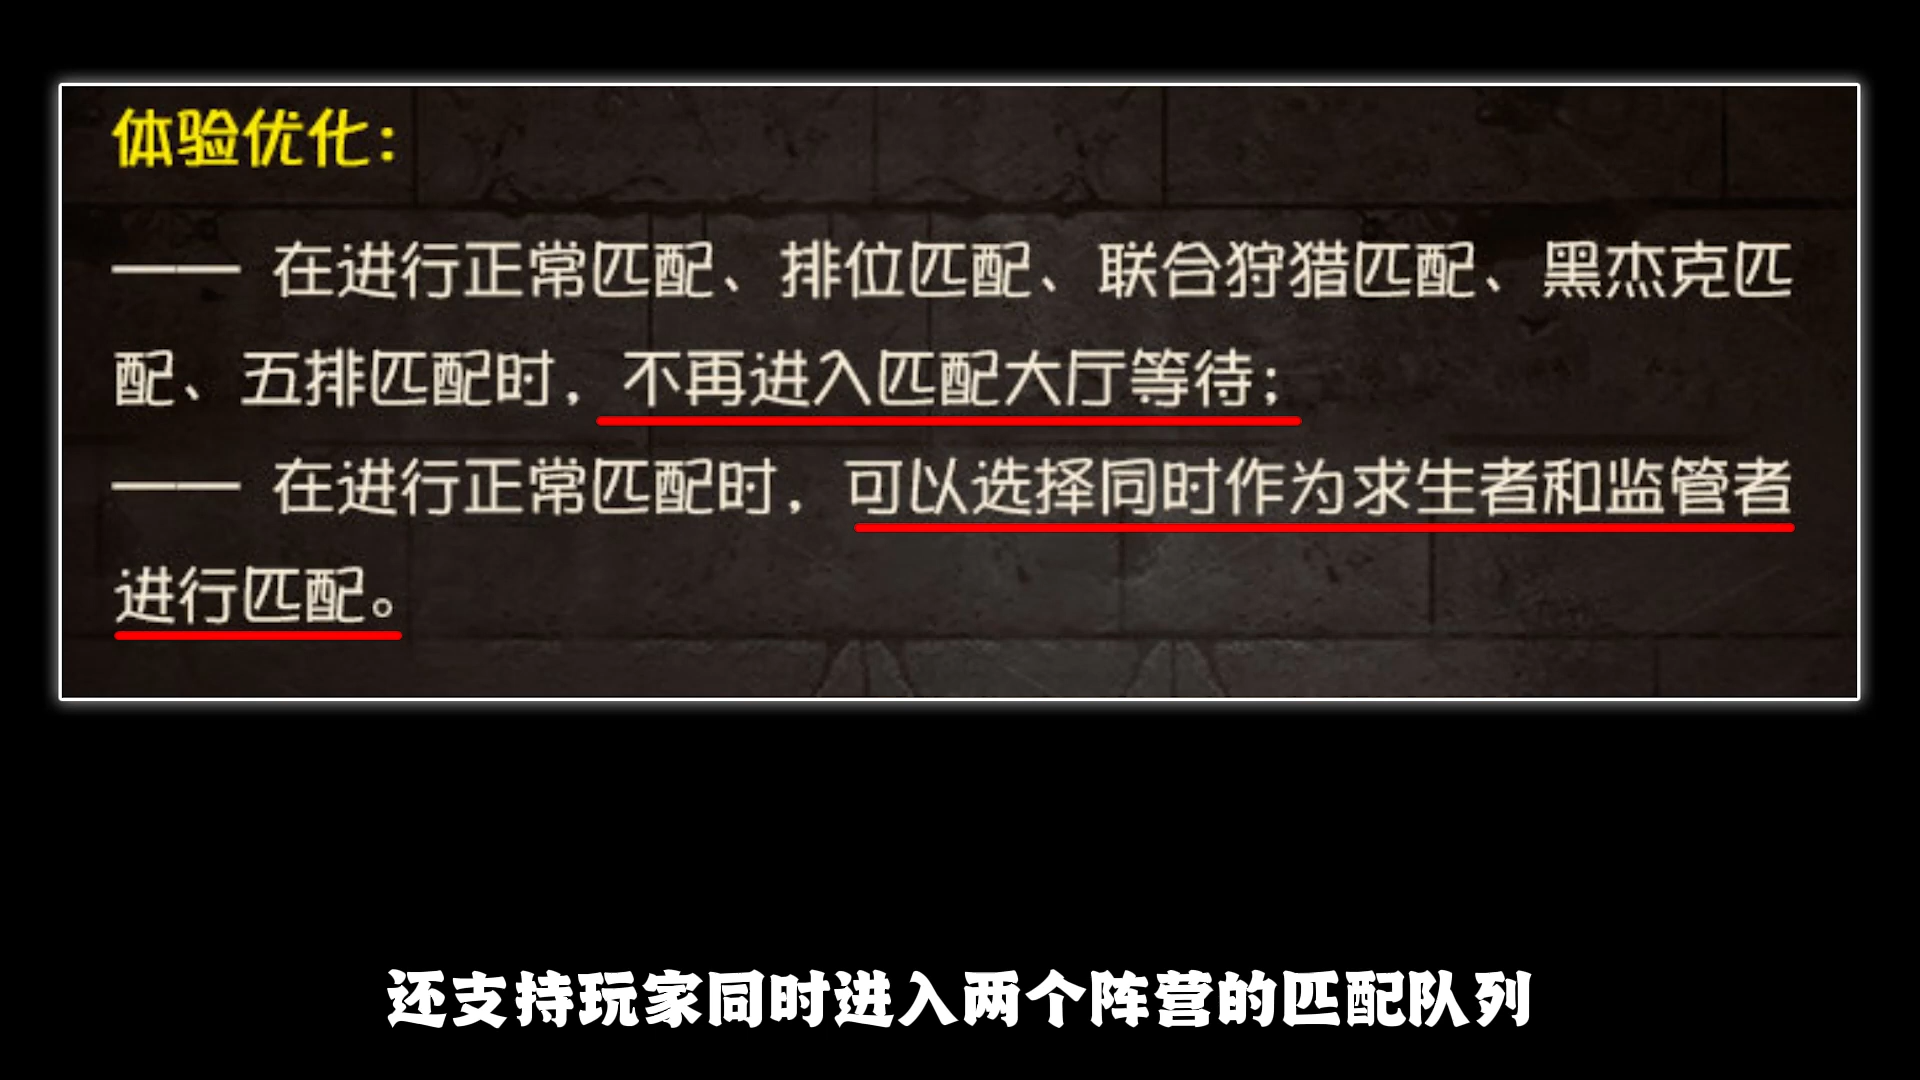 体验优化：
—— 在进行正常匹配、排位匹配、联合狩猎匹配、黑杰克匹
配、五排匹配时，不再进入匹配大厅等待；
—— 在进行正常匹配时，可以选择同时作为求生者和监管者
进行匹配。
还支持玩家同时进入两个阵营的匹配队列